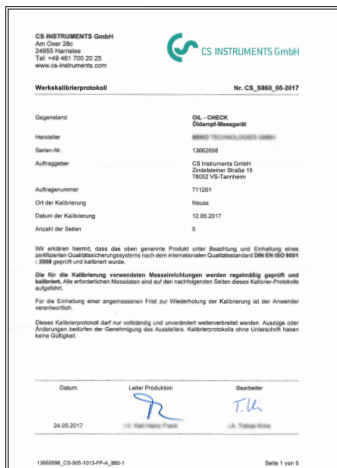 CS INSTRUMENTS GmbH
Am Oxer 28c
24955 Harrislee
Tel: +49 461 700 20 25
www.cs-instruments.com
CS INSTRUMENTS GmbH
Werkskalibrierprotokoll Nr. CS_S860_05-2017
Gegenstand OIL - CHECK
Öldampf-Messgerät
Hersteller
Serien-Nr. 13662698
Auftraggeber CS Instruments GmbH
Zindelsteiner Straße 15
78052 VS-Tannheim
Auftragsnummer 711261
Ort der Kalibrierung Neuss
Datum der Kalibrierung 12.05.2017
Anzahl der Seiten 5
Wir erklären hiermit, dass das oben genannte Produkt unter Beachtung und Einhaltung eines
zertifizierten Qualitätssicherungssystems nach dem internationalen Qualitätsstandard DIN EN ISO 9001
: 2008 geprüft und kalibriert wurde.
Die für die Kalibrierung verwendeten Messeinrichtungen werden regelmäßig geprüft und
kalibriert. Alle erforderlichen Messdaten sind auf den nachfolgenden Seiten dieses Kalibrier-Protokolls
aufgeführt.
Für die Einhaltung einer angemessenen Frist zur Wiederholung der Kalibrierung ist der Anwender
verantwortlich.
Dieses Kalibrierprotokoll darf nur vollständig und unverändert weiterverbreitet werden. Auszüge oder
Änderungen bedürfen der Genehmigung des Ausstellers. Kalibrierprotokolle ohne Unterschrift haben
keine Gültigkeit.
Datum Leiter Produktion Bearbeiter
24.05.2017
Seite 1 von 5